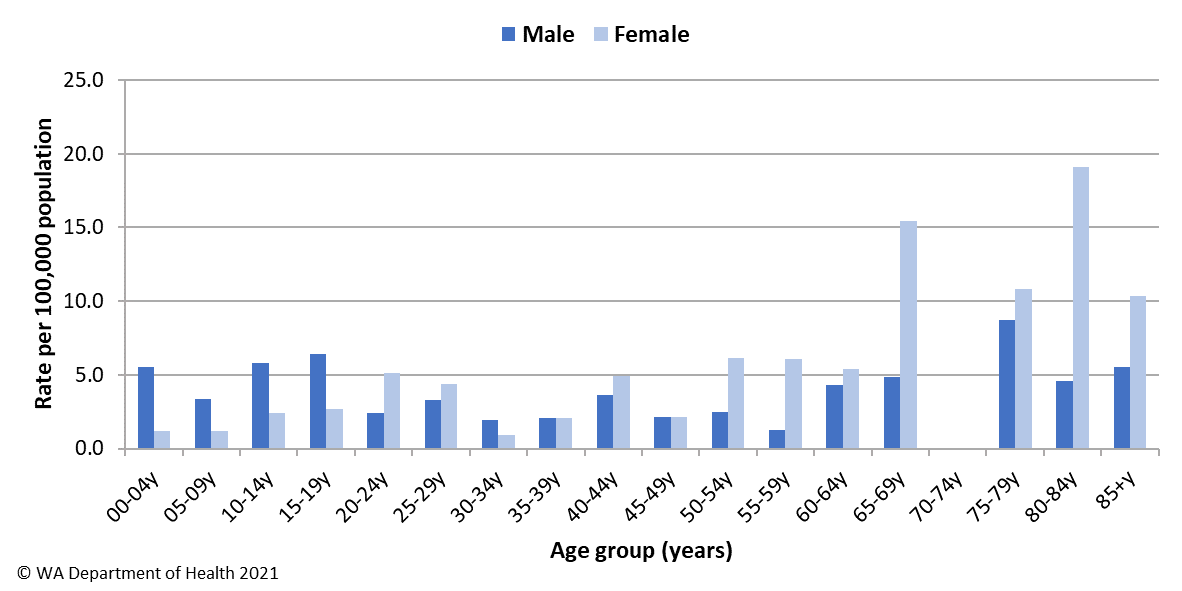 Male Female
25.0
20.0
15.0
10.0
5.0
0.0
Rate per 100,000 population
00-04y 05-09y 10-14y 15-19y 20-24y 25-29y 30-34y 35-39y 40-44y 45-49y 50-54y 55-59y 60-64y 65-69y 70-74y 75-79y 80-84y 85+y
Age group (years)
© WA Department of Health 2021